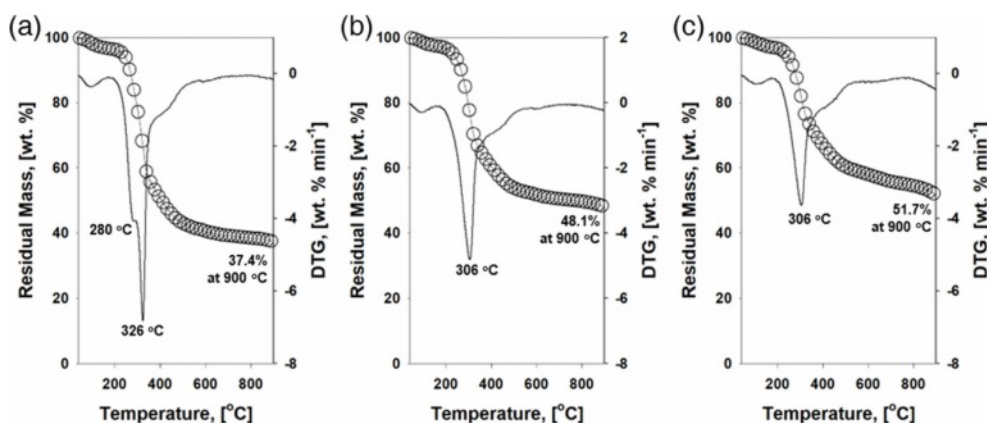 (a)
100
80
60
40
20
0
Residual Mass, [wt. %]
200 400 600 800
Temperature, [°C]
0
-2
-4
-6
-8
DTG, [wt. % min⁻¹]
280 °C
326 °C
37.4%
at 900 °C
(b)
100
80
60
40
20
0
Residual Mass, [wt. %]
200 400 600 800
Temperature, [°C]
2
0
-2
-4
-6
-8
DTG, [wt. % min⁻¹]
306 °C
48.1%
at 900 °C
(c)
100
80
60
40
20
0
Residual Mass, [wt. %]
200 400 600 800
Temperature, [°C]
0
-2
-4
-6
-8
DTG, [wt. % min⁻¹]
306 °C
51.7%
at 900 °C